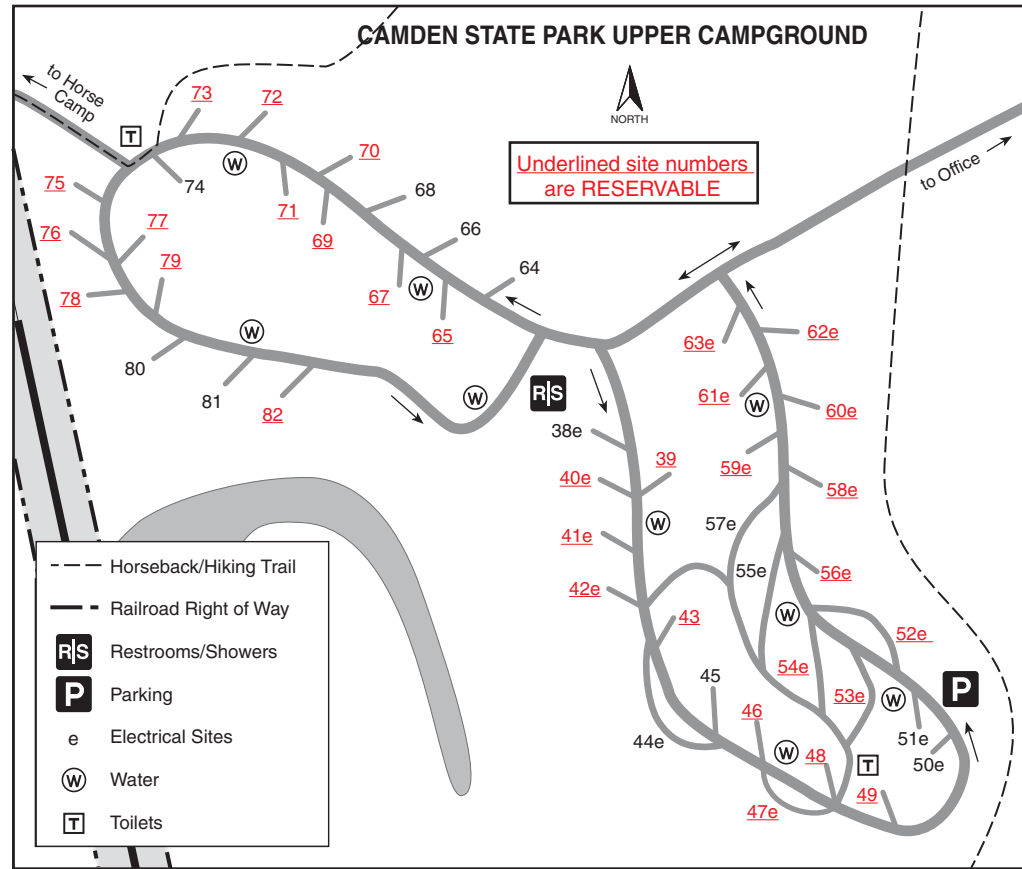 CAMDEN STATE PARK UPPER CAMPGROUND
NORTH
Underlined site numbers
are RESERVABLE
to Horse
Camp
to Office
T
73
72
70
W
68
74
75
71
69
66
76
77
64
79
67
W
78
65
62e
63e
W
80
81
82
W
R|S
61e
W
60e
38e
39
59e
40e
58e
57e
W
41e
55e
56e
42e
43
W
52e
54e
45
53e
W
P
46
44e
51e
W
48
T
50e
49
47e
Horseback/Hiking Trail
Railroad Right of Way
R|S Restrooms/Showers
P Parking
e Electrical Sites
W Water
T Toilets